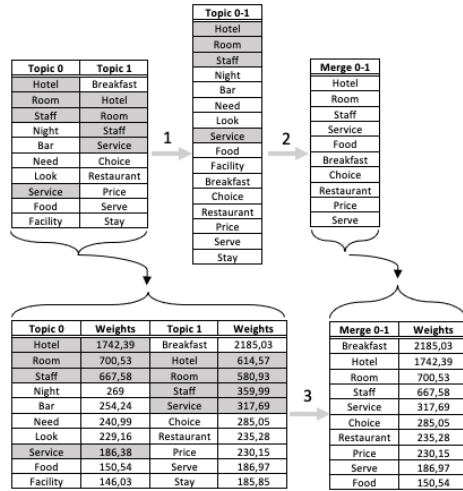 Topic 0 Topic 1
Hotel Breakfast
Room Hotel
Staff Room
Night Staff
Bar Service
Need Choice
Look Restaurant
Service Price
Food Serve
Facility Stay
1
Topic 0-1
Hotel
Room
Staff
Night
Bar
Need
Look
Service
Food
Facility
Breakfast
Choice
Restaurant
Price
Serve
Stay
2
Merge 0-1
Hotel
Room
Staff
Service
Food
Breakfast
Choice
Restaurant
Price
Serve
Topic 0 Weights Topic 1 Weights
Hotel 1742,39 Breakfast 2185,03
Room 700,53 Hotel 614,57
Staff 667,58 Room 580,93
Night 269 Staff 359,99
Bar 254,24 Service 317,69
Need 240,99 Choice 285,05
Look 229,16 Restaurant 235,28
Service 186,38 Price 230,15
Food 150,54 Serve 186,97
Facility 146,03 Stay 185,85
3
Merge 0-1 Weights
Breakfast 2185,03
Hotel 1742,39
Room 700,53
Staff 667,58
Service 317,69
Choice 285,05
Restaurant 235,28
Price 230,15
Serve 186,97
Food 150,54